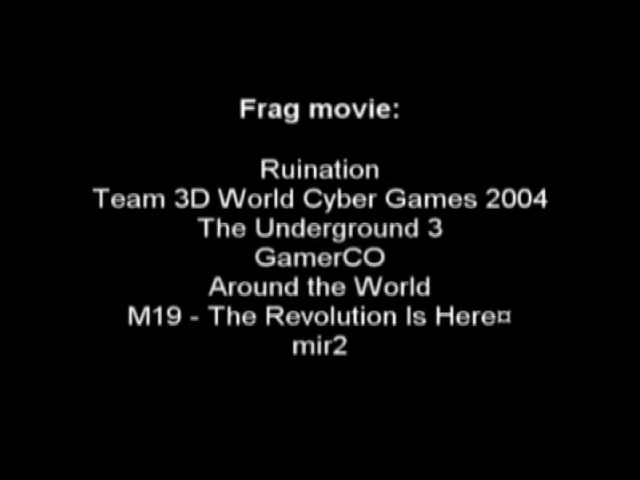 Frag movie:
Ruination
Team 3D World Cyber Games 2004
The Underground 3
GamerCO
Around the World
M19 - The Revolution Is Here¤
mir2